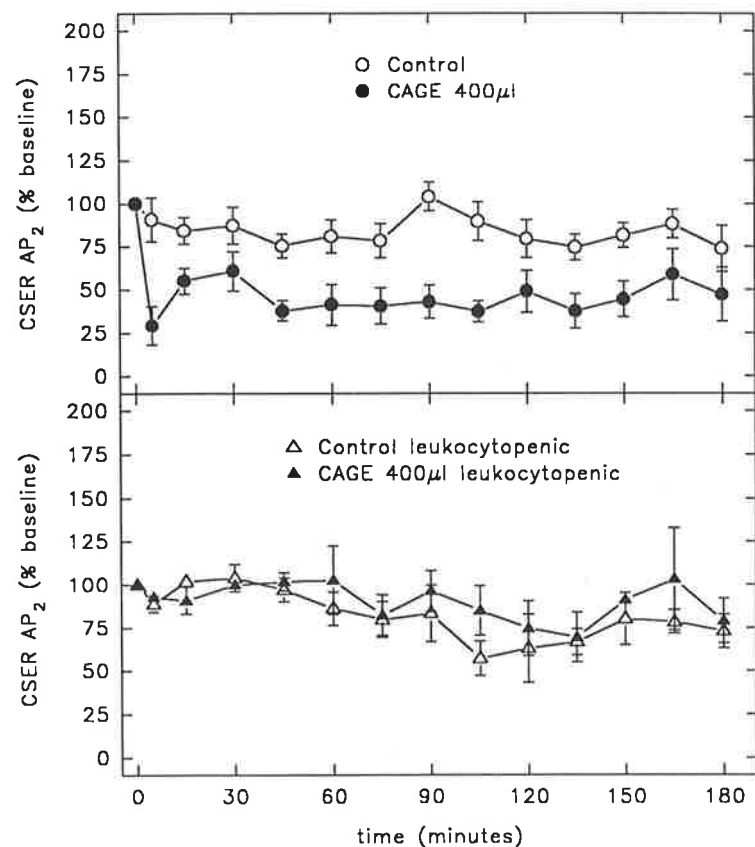 200
175
150
125
100
75
50
25
0
CSER AP₂ (% baseline)
Control
CAGE 400μl
200
175
150
125
100
75
50
25
0
CSER AP₂ (% baseline)
Control leukocytopenic
CAGE 400μl leukocytopenic
0 30 60 90 120 150 180
time (minutes)